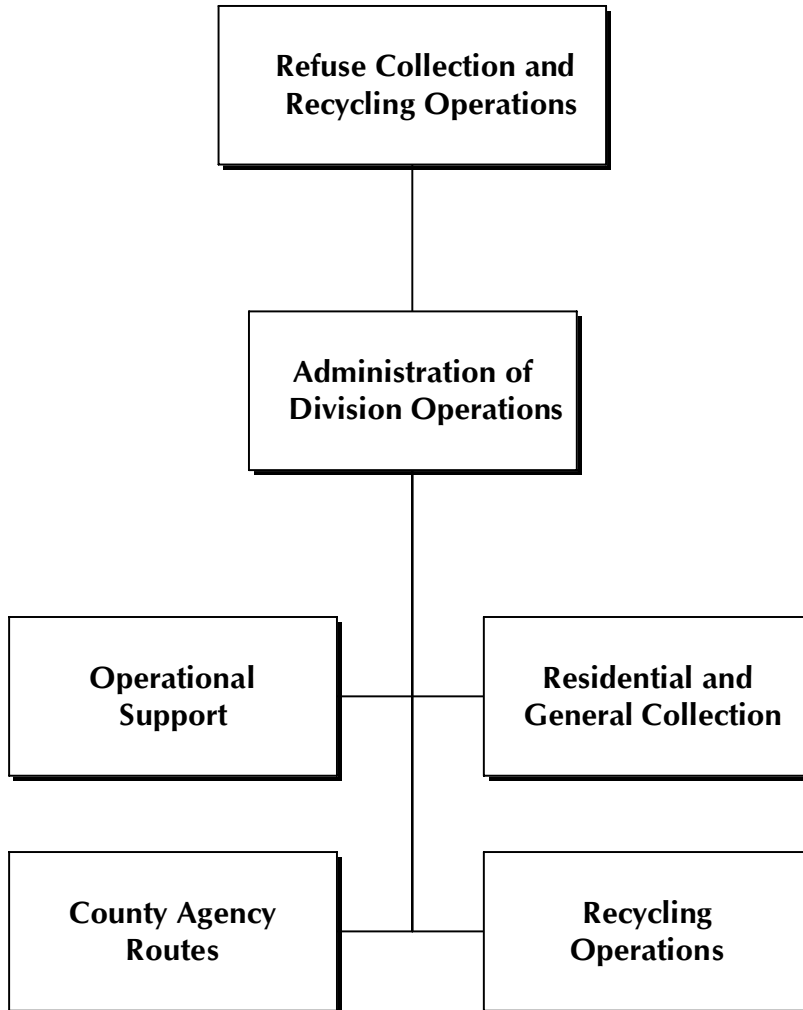 Refuse Collection and
Recycling Operations
Administration of
Division Operations
Operational
Support
Residential and
General Collection
County Agency
Routes
Recycling
Operations